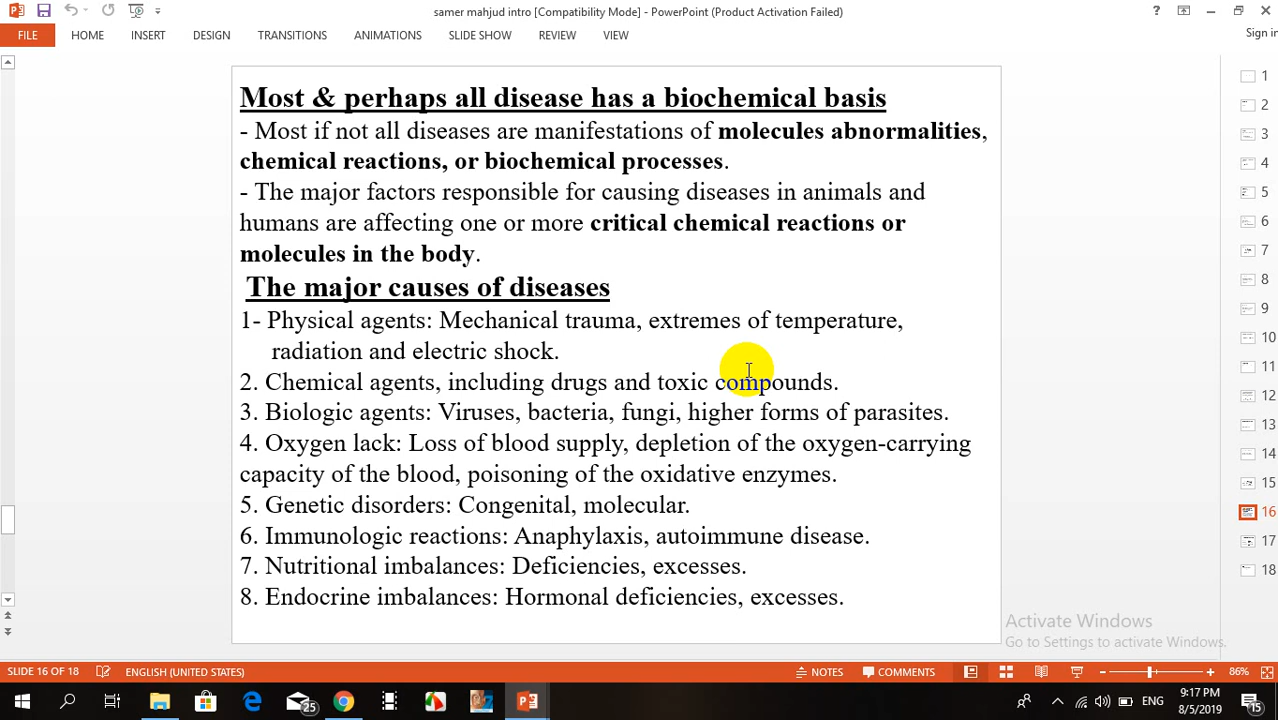 samer mahjud intro [Compatibility Mode] - PowerPoint (Product Activation Failed)
?
FILE HOME INSERT DESIGN TRANSITIONS ANIMATIONS SLIDE SHOW REVIEW VIEW
Sign in
Most & perhaps all disease has a biochemical basis
- Most if not all diseases are manifestations of molecules abnormalities,
chemical reactions, or biochemical processes.
- The major factors responsible for causing diseases in animals and
humans are affecting one or more critical chemical reactions or
molecules in the body.
The major causes of diseases
1- Physical agents: Mechanical trauma, extremes of temperature,
radiation and electric shock.
2. Chemical agents, including drugs and toxic compounds.
3. Biologic agents: Viruses, bacteria, fungi, higher forms of parasites.
4. Oxygen lack: Loss of blood supply, depletion of the oxygen-carrying
capacity of the blood, poisoning of the oxidative enzymes.
5. Genetic disorders: Congenital, molecular.
6. Immunologic reactions: Anaphylaxis, autoimmune disease.
7. Nutritional imbalances: Deficiencies, excesses.
8. Endocrine imbalances: Hormonal deficiencies, excesses.
1
2
3
4
5
6
7
8
9
10
11
12
13
14
15
16
17
18
Activate Windows
Go to Settings to activate Windows.
SLIDE 16 OF 18 ENGLISH (UNITED STATES) NOTES COMMENTS 86%
25
ENG
9:17 PM
8/5/2019
15